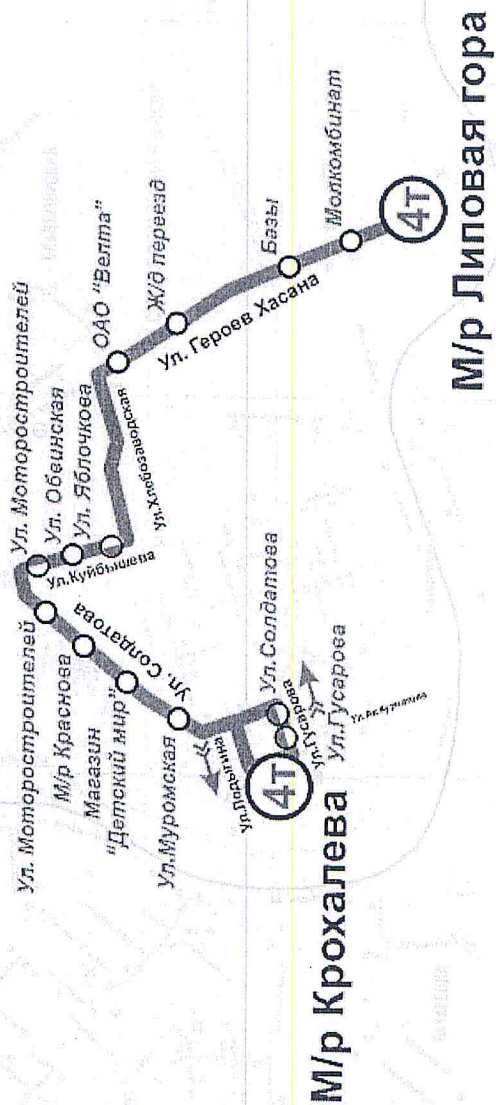 М/р Крохалева
4т
Ул.Гусарова
Ул.Гусарова
Ул.Солдатова
Ул.Лодыгина
Ул.Муромская
Магазин
"Детский мир"
М/р Краснова
Ул. Моторостроителей
Ул. Солдатова
Ул. Моторостроителей
Ул. Обвинская
Ул. Яблочкова
Ул.Куйбышева
Ул.Хлебозаводская
ОАО "Велта"
Ж/д переезд
Ул. Героев Хасана
Базы
Молкомбинат
4т
М/р Липовая гора